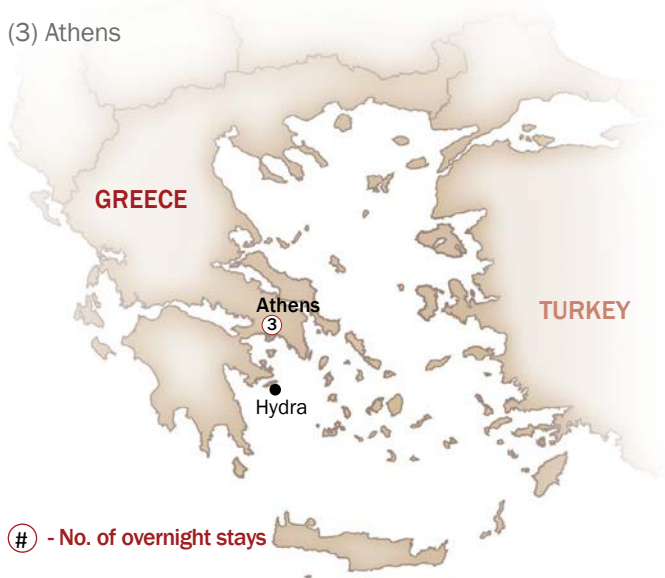 (3) Athens
GREECE
Athens
3
TURKEY
Hydra
# - No. of overnight stays